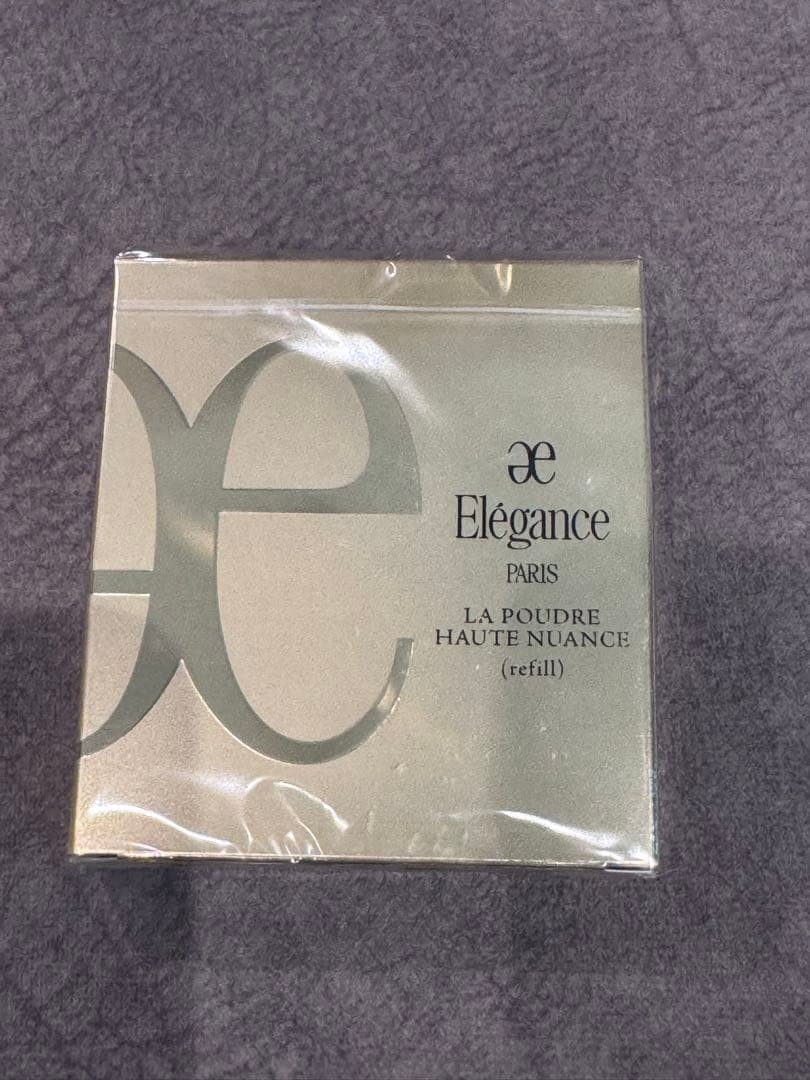 æ
Elégance
PARIS
LA POUDRE
HAUTE NUANCE
(refill)